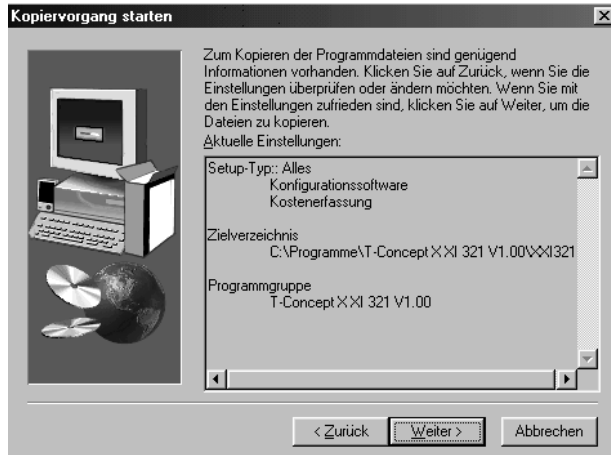 Kopiervorgang starten
Zum Kopieren der Programmdateien sind genügend
Informationen vorhanden. Klicken Sie auf Zurück, wenn Sie die
Einstellungen überprüfen oder ändern möchten. Wenn Sie mit
den Einstellungen zufrieden sind, klicken Sie auf Weiter, um die
Dateien zu kopieren.
Aktuelle Einstellungen:
Setup-Typ:: Alles
Konfigurationssoftware
Kostenerfassung
Zielverzeichnis
C:\Programme\T-Concept XXI 321 V1.00\XXI321
Programmgruppe
T-Concept XXI 321 V1.00
< Zurück
Weiter >
Abbrechen